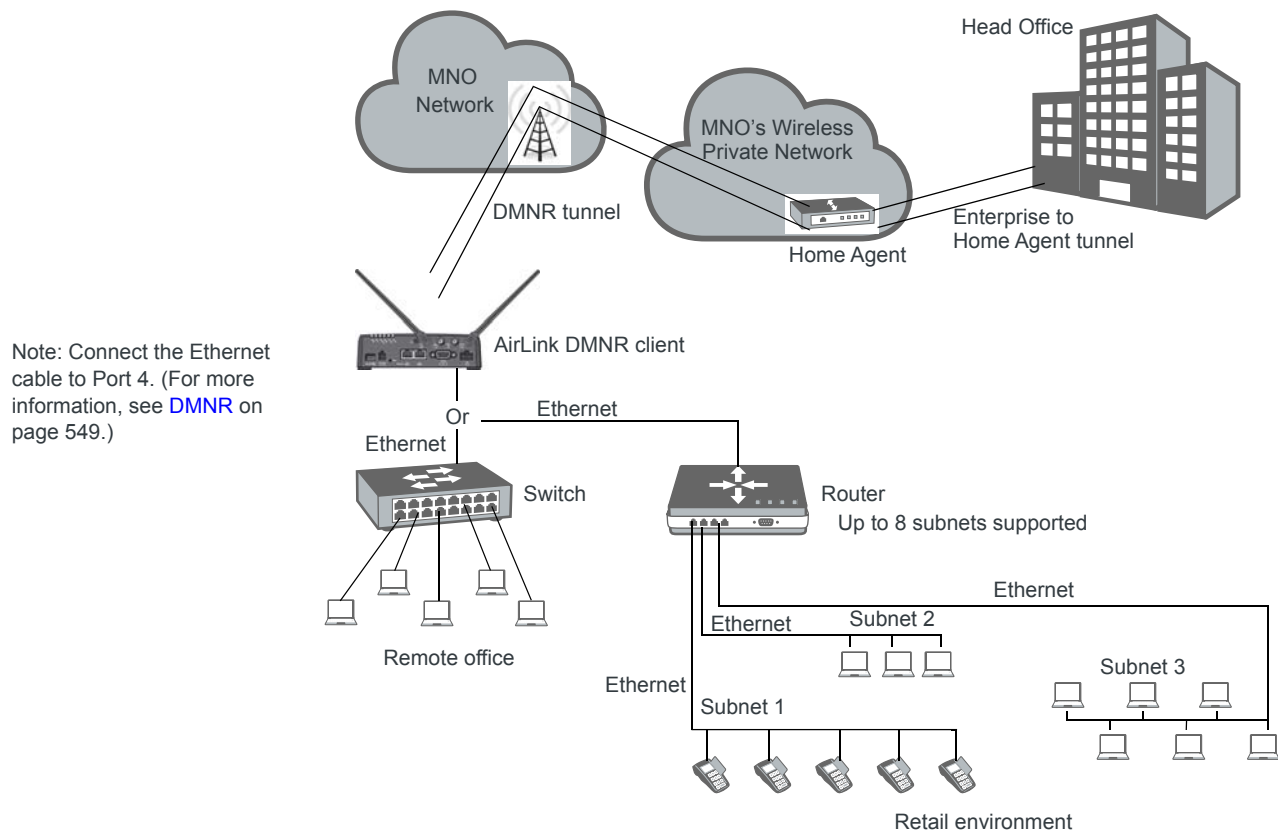 Head Office
MNO
Network
MNO's Wireless
Private Network
DMNR tunnel
Enterprise to
Home Agent tunnel
Home Agent
AirLink DMNR client
Note: Connect the Ethernet
cable to Port 4. (For more
information, see DMNR on
page 549.)
Or
Ethernet
Ethernet
Switch
Router
Up to 8 subnets supported
Ethernet
Ethernet
Subnet 2
Remote office
Subnet 3
Ethernet
Subnet 1
Retail environment